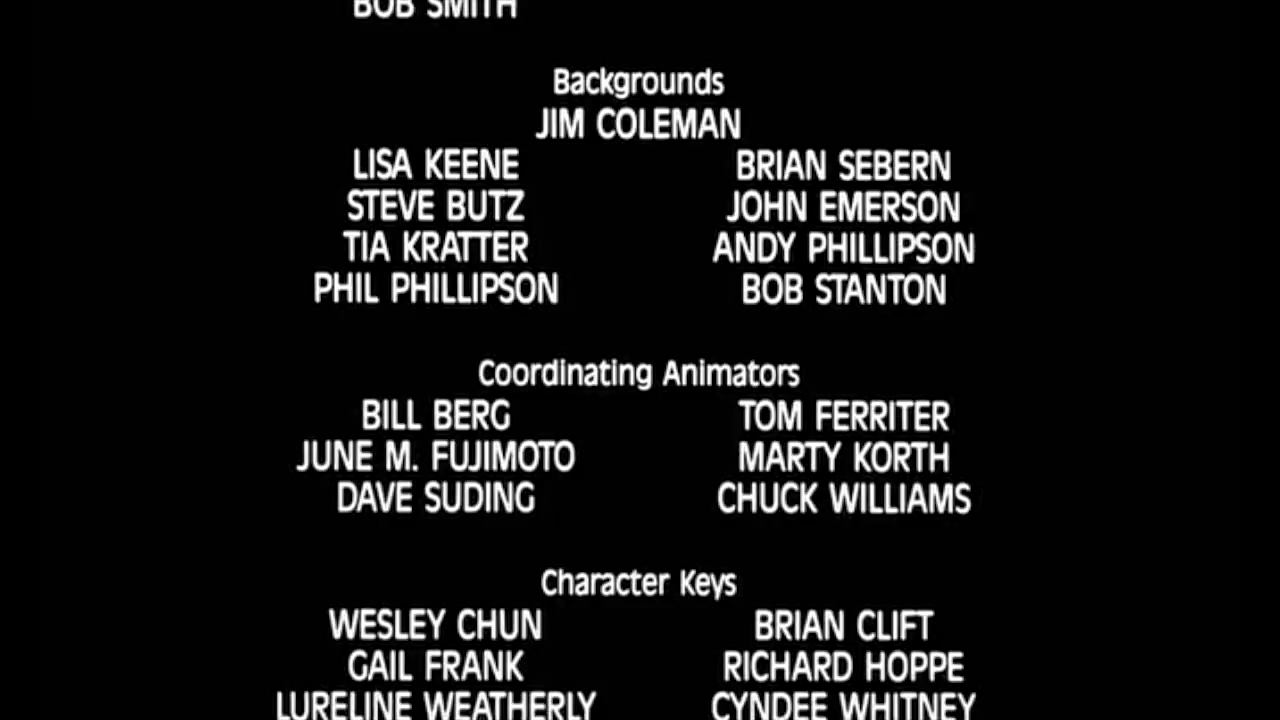 BOB SMITH
Backgrounds
JIM COLEMAN
LISA KEENE BRIAN SEBERN
STEVE BUTZ JOHN EMERSON
TIA KRATTER ANDY PHILLIPSON
PHIL PHILLIPSON BOB STANTON
Coordinating Animators
BILL BERG TOM FERRITER
JUNE M. FUJIMOTO MARTY KORTH
DAVE SUDING CHUCK WILLIAMS
Character Keys
WESLEY CHUN BRIAN CLIFT
GAIL FRANK RICHARD HOPPE
LURELINE WEATHERLY CYNDEE WHITNEY